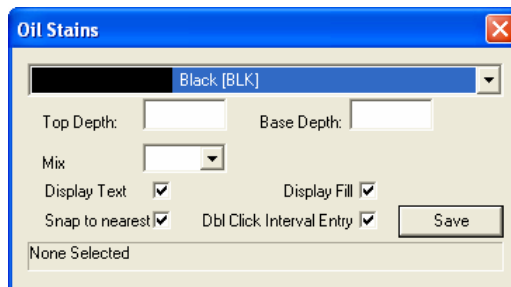 Oil Stains
Black [BLK]
Top Depth: Base Depth:
Mix
Display Text Display Fill
Snap to nearest Dbl Click Interval Entry Save
None Selected